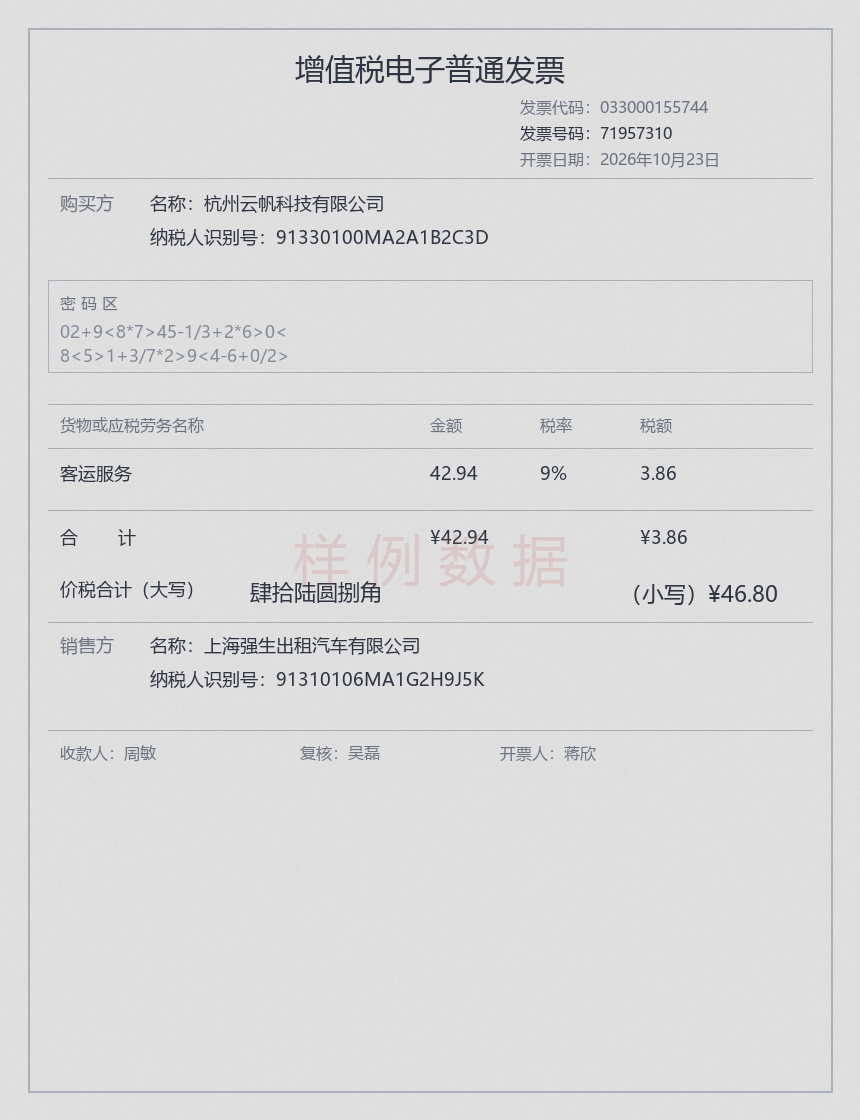 增值税电子普通发票
发票代码：033000155744
发票号码：71957310
开票日期：2026年10月23日
购买方 名称：杭州云帆科技有限公司
纳税人识别号：91330100MA2A1B2C3D
密 码 区
02+9<8*7>45-1/3+2*6>0<
8<5>1+3/7*2>9<4-6+0/2>
货物或应税劳务名称 金额 税率 税额
客运服务 42.94 9% 3.86
合 计 ¥42.94 ¥3.86
样例数据
价税合计（大写） 肆拾陆圆捌角 （小写）¥46.80
销售方 名称：上海强生出租汽车有限公司
纳税人识别号：91310106MA1G2H9J5K
收款人：周敏 复核：吴磊 开票人：蒋欣